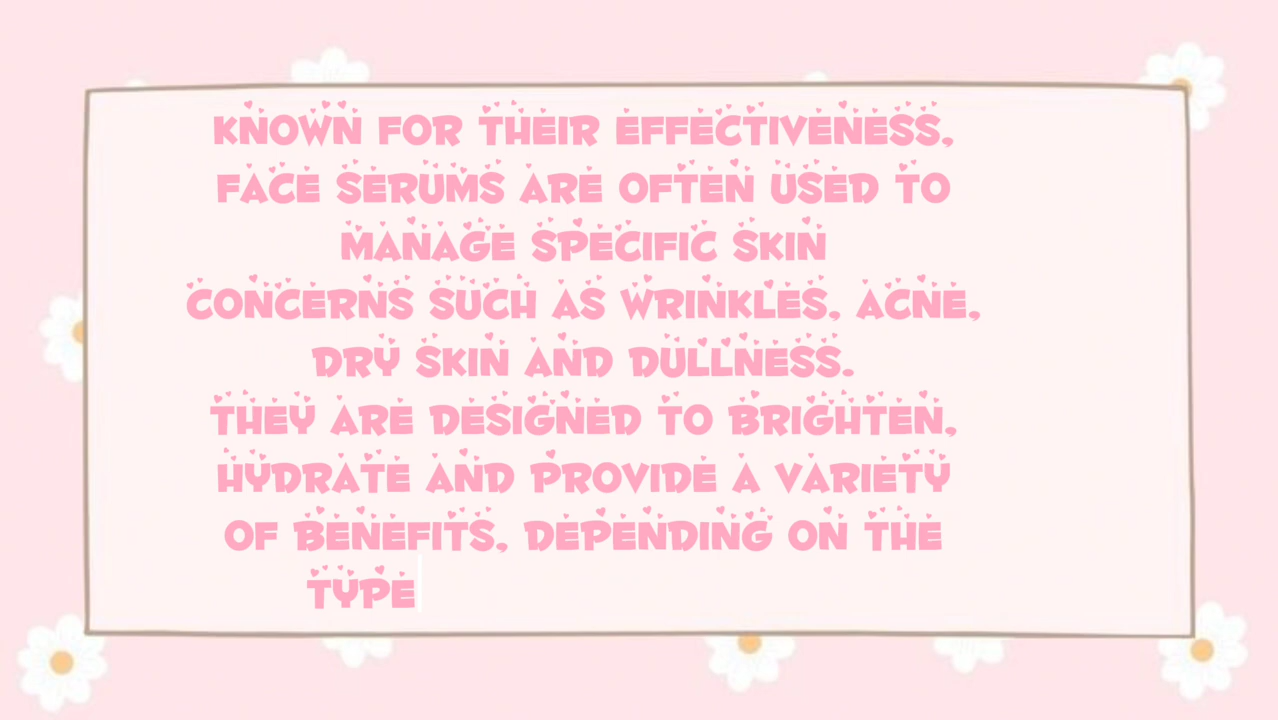 KNOWN FOR THEIR EFFECTIVENESS,
FACE SERUMS ARE OFTEN USED TO
MANAGE SPECIFIC SKIN
CONCERNS SUCH AS WRINKLES, ACNE,
DRY SKIN AND DULLNESS.
THEY ARE DESIGNED TO BRIGHTEN,
HYDRATE AND PROVIDE A VARIETY
OF BENEFITS, DEPENDING ON THE
TYPE